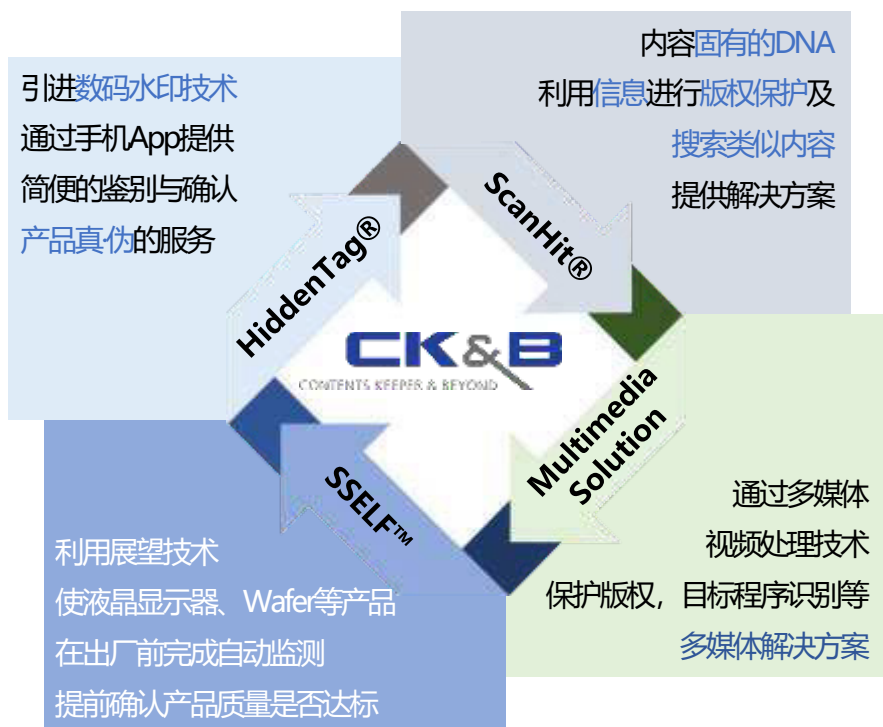 引进数码水印技术
通过手机App提供
简便的鉴别与确认
产品真·伪的服务
内容固有的DNA
利用信息进行版权保护及
搜索类似内容
提供解决方案
HiddenTag®
ScanHit®
CK&B
CONTENTS KEEPER & BEYOND
SSELF™
Multimedia
Solution
利用展望技术
使液晶显示器、Wafer等产品
在出厂前完成自动监测
提前确认产品质量是否达标
通过多媒体
视频处理技术
保护版权，目标程序识别等
多媒体解决方案